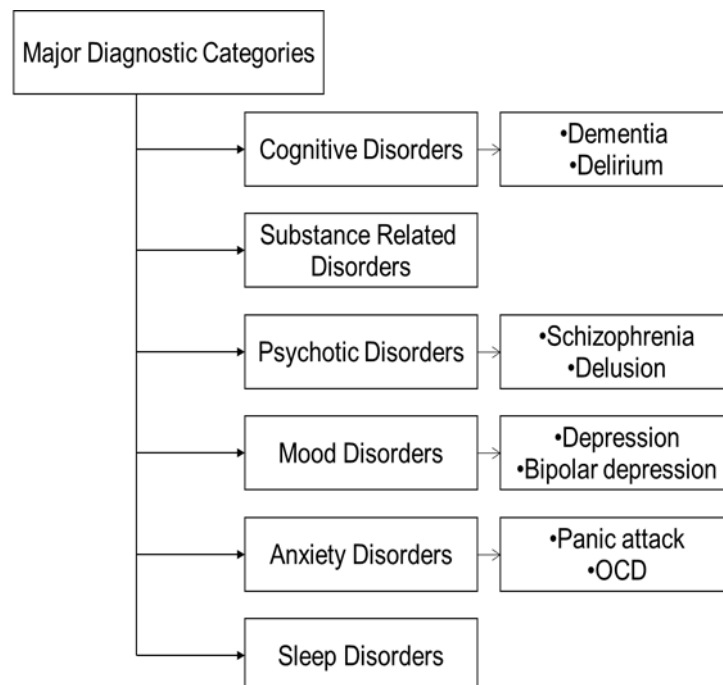 Major Diagnostic Categories
Cognitive Disorders
•Dementia
•Delirium
Substance Related
Disorders
Psychotic Disorders
•Schizophrenia
•Delusion
Mood Disorders
•Depression
•Bipolar depression
Anxiety Disorders
•Panic attack
•OCD
Sleep Disorders